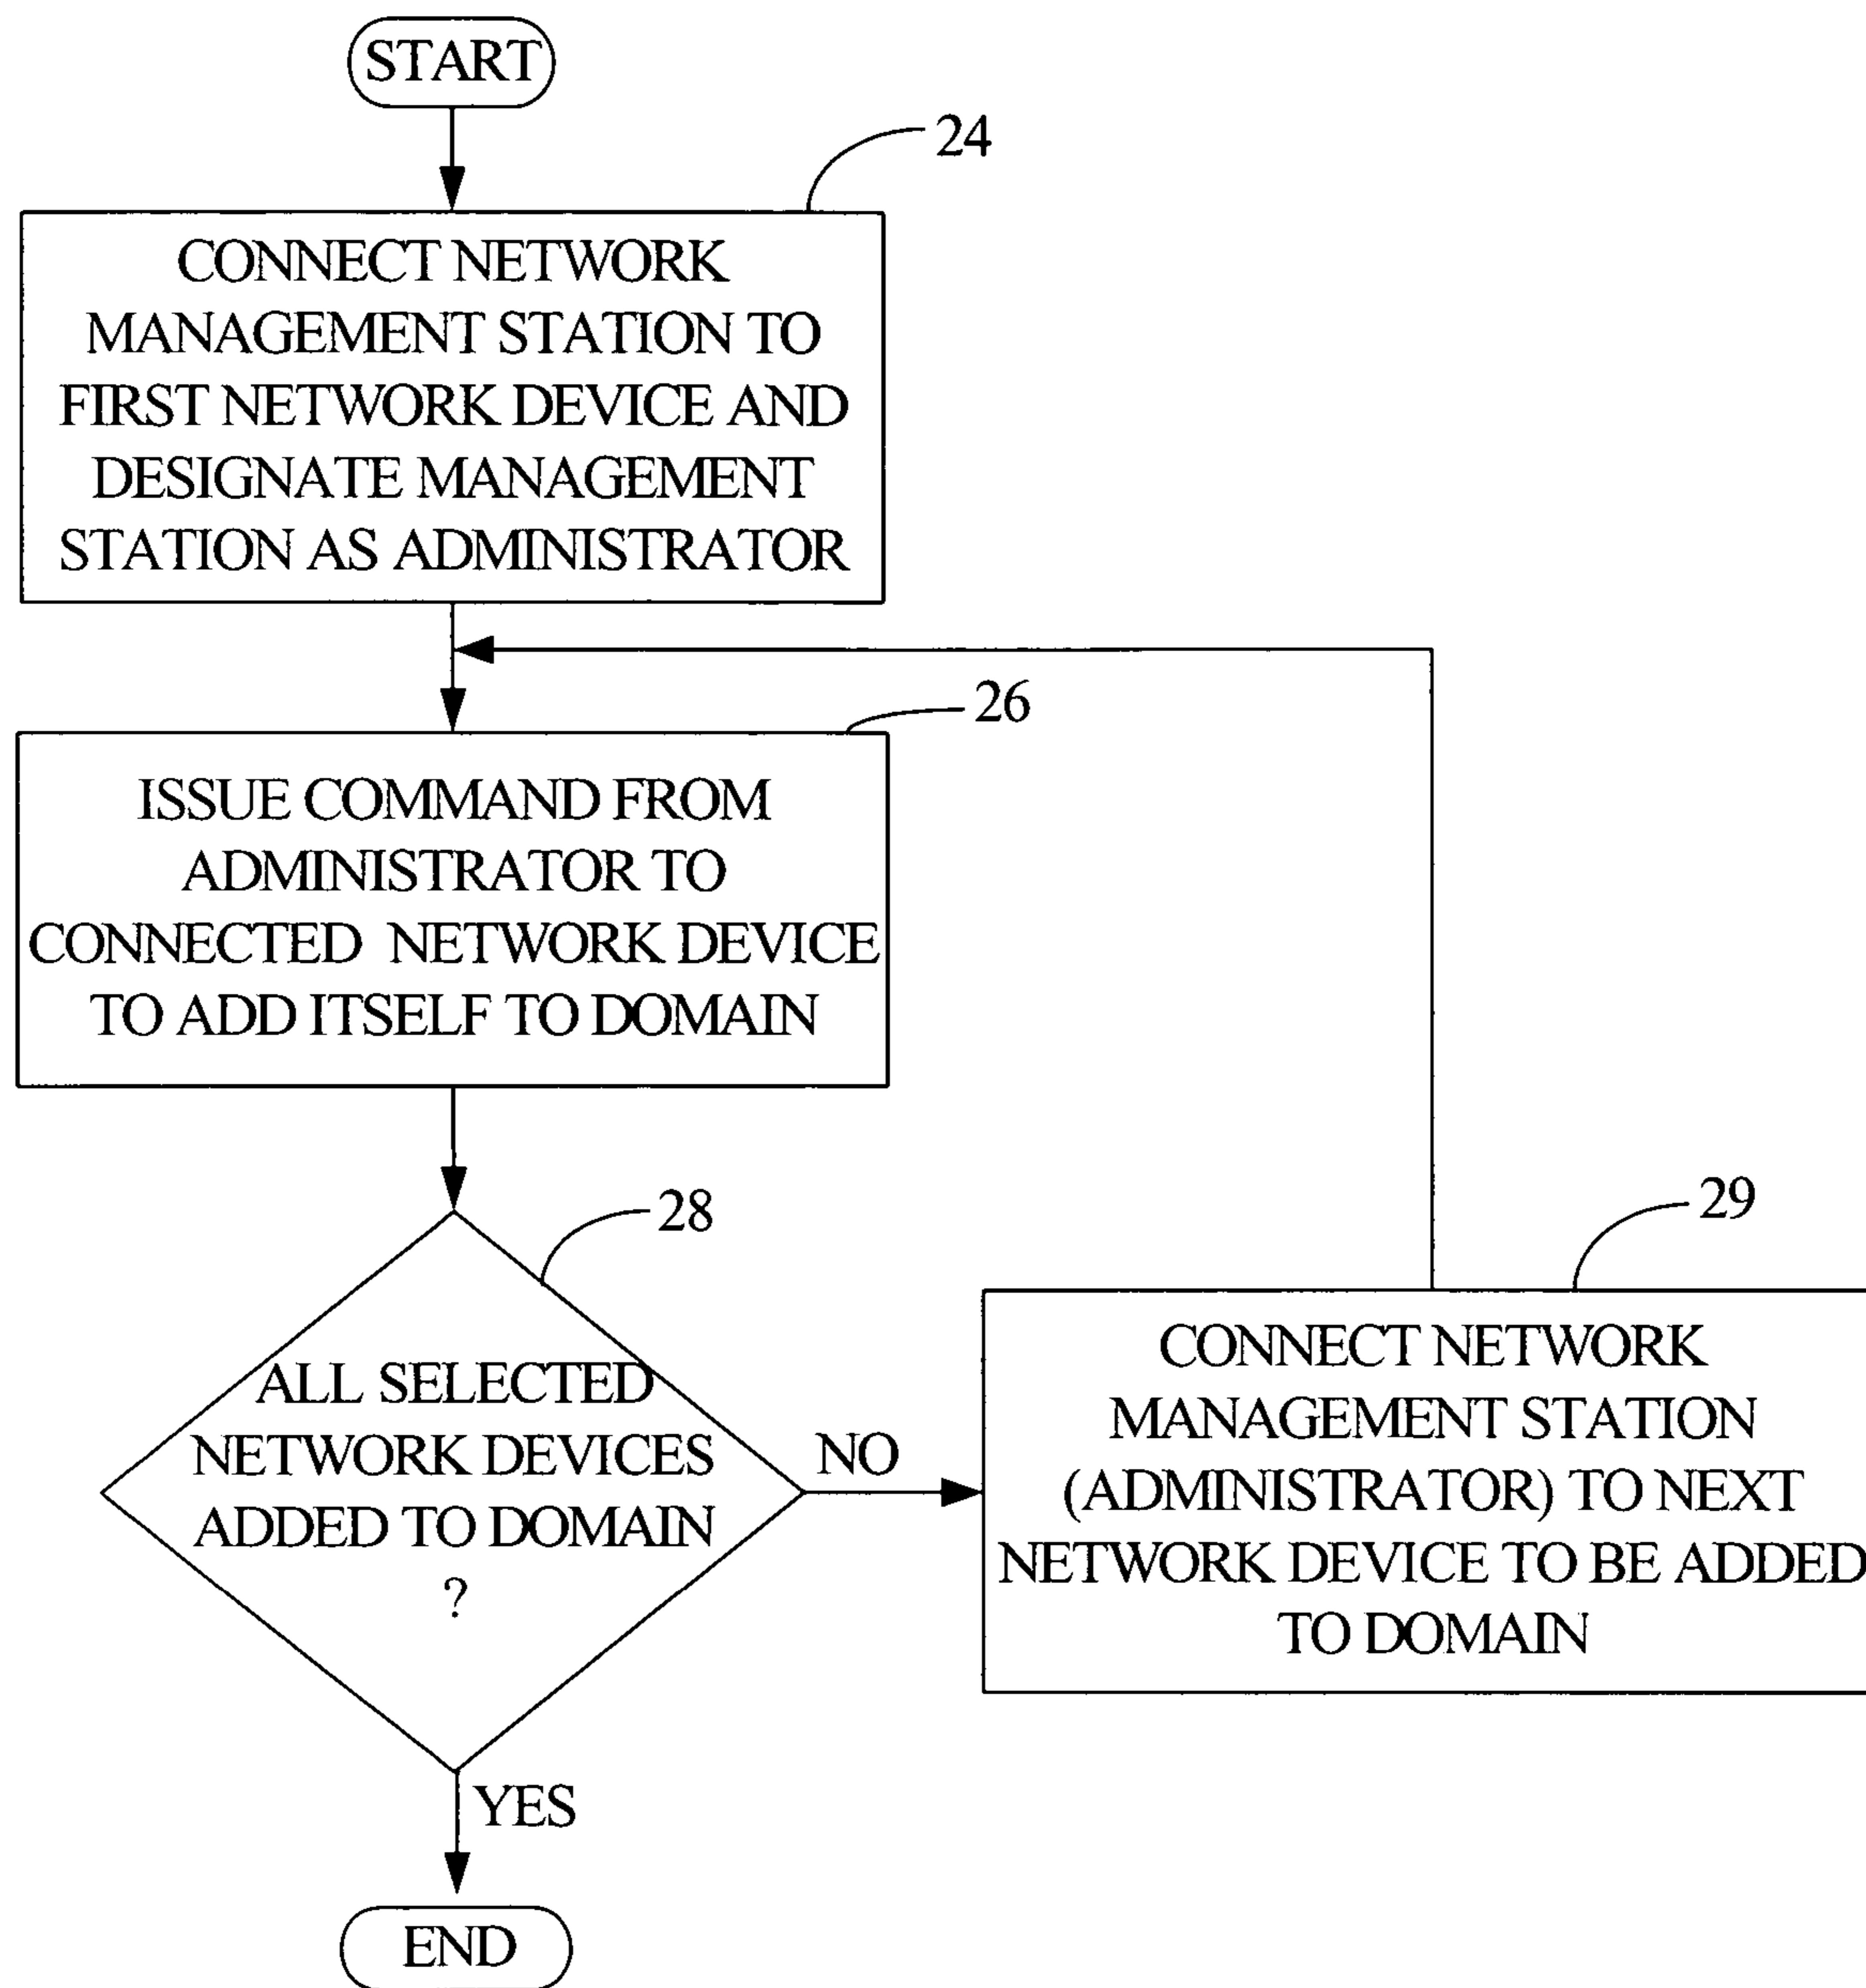 START
24
CONNECT NETWORK
MANAGEMENT STATION TO
FIRST NETWORK DEVICE AND
DESIGNATE MANAGEMENT
STATION AS ADMINISTRATOR
26
ISSUE COMMAND FROM
ADMINISTRATOR TO
CONNECTED NETWORK DEVICE
TO ADD ITSELF TO DOMAIN
28
ALL SELECTED
NETWORK DEVICES
ADDED TO DOMAIN
?
NO
29
CONNECT NETWORK
MANAGEMENT STATION
(ADMINISTRATOR) TO NEXT
NETWORK DEVICE TO BE ADDED
TO DOMAIN
YES
END